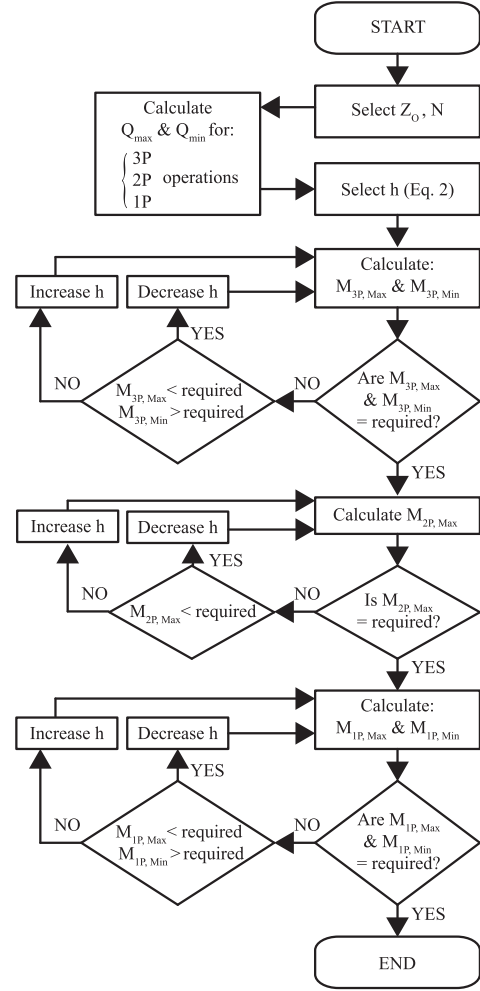 START
Select Z_O, N
Calculate
Q_max & Q_min for:
3P
2P operations
1P
Select h (Eq. 2)
Calculate:
M_3P, Max & M_3P, Min
Increase h
Decrease h
YES
NO
M_3P, Max < required
M_3P, Min > required
NO
Are M_3P, Max
& M_3P, Min
= required?
YES
Calculate M_2P, Max
Increase h
Decrease h
YES
NO
M_2P, Max < required
NO
Is M_2P, Max
= required?
YES
Calculate:
M_1P, Max & M_1P, Min
Increase h
Decrease h
YES
NO
M_1P, Max < required
M_1P, Min > required
NO
Are M_1P, Max
& M_1P, Min
= required?
YES
END